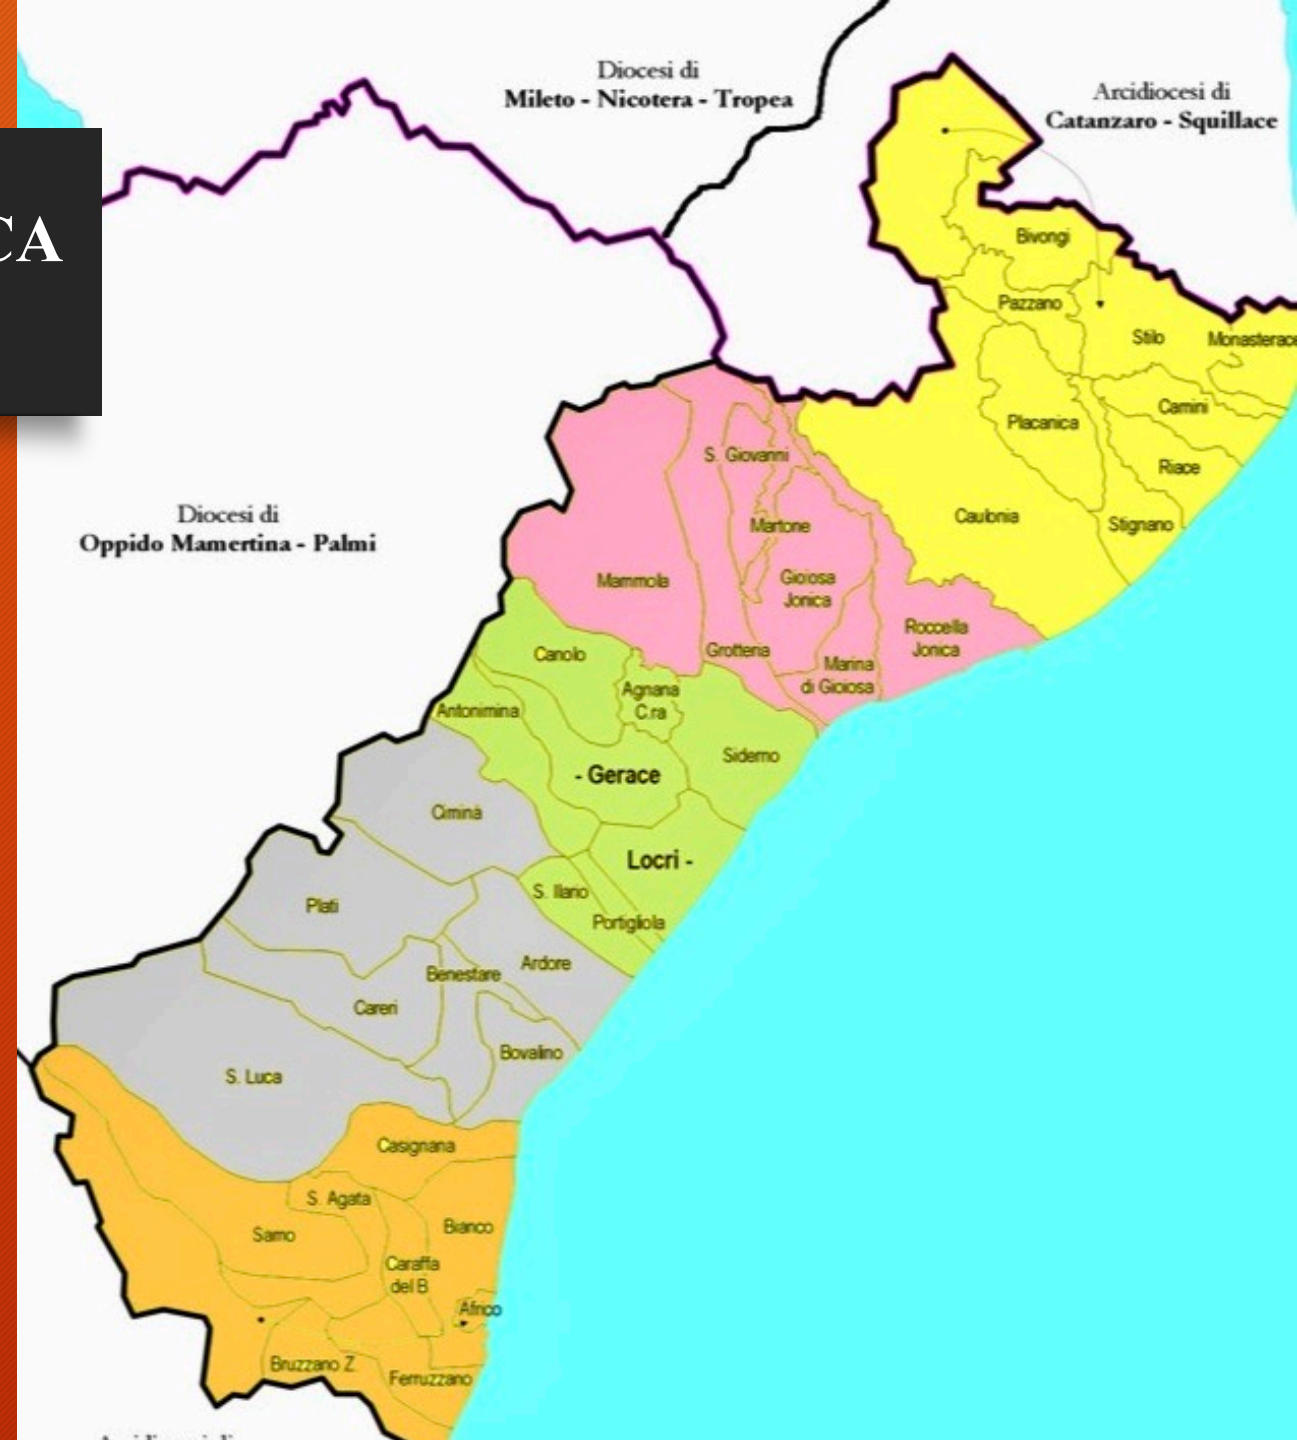 CA
Diocesi di
Mileto - Nicotera - Tropea
Arcidiocesi di
Catanzaro - Squillace
Bivongi
Pazzano
Stilo
Monasterace
Camini
Placanica
Riace
S. Giovanni
Caulonia
Stignano
Martone
Diocesi di
Oppido Mamertina - Palmi
Mammola
Gioiosa
Jonica
Roccella
Jonica
Grotteria
Marina
di Gioiosa
Canolo
Agnana
C.ra
Antonimina
Siderno
- Gerace
Ciminà
Locri -
S. Ilario
Portigliola
Plati
Ardore
Benestare
Careri
Bovalino
S. Luca
Casignana
S. Agata
Samo
Bianco
Caraffa
del B
Africo
Bruzzano Z.
Ferruzzano